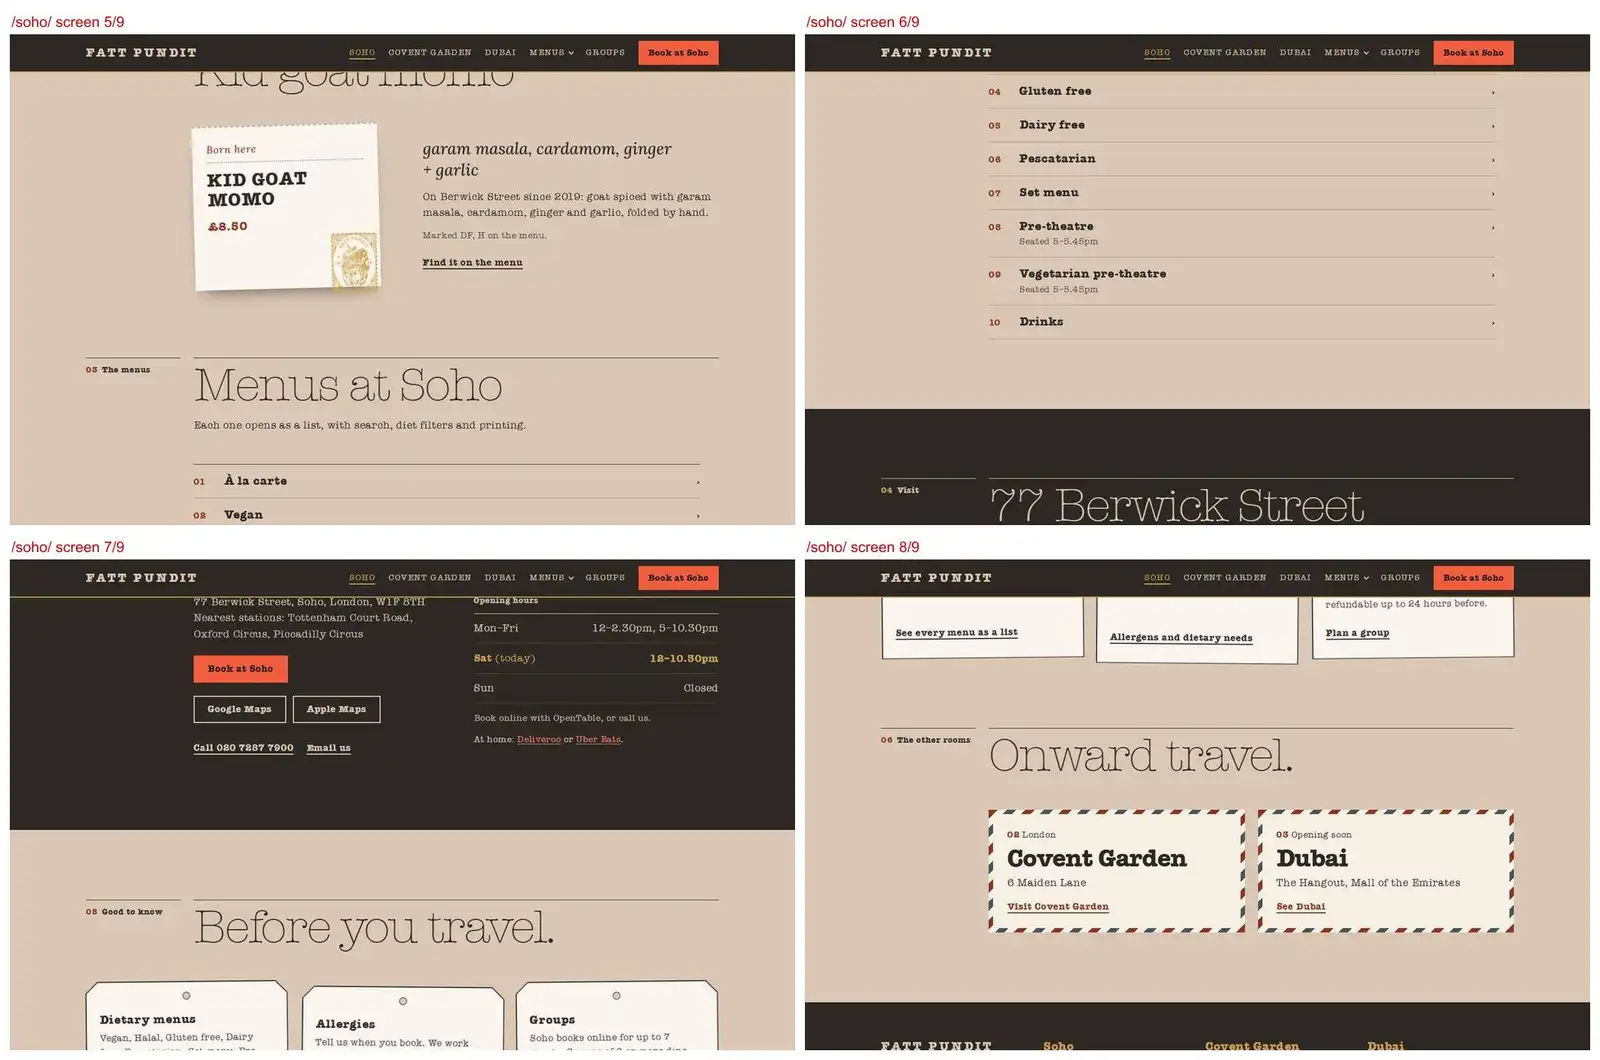 /soho/ screen 5/9
FATT PUNDIT
SOHO COVENT GARDEN DUBAI MENUS GROUPS Book at Soho
Kid goat momo
Born here
KID GOAT
MOMO
£8.50
garam masala, cardamom, ginger
+ garlic
On Berwick Street since 2019: goat spiced with garam
masala, cardamom, ginger and garlic, folded by hand.
Marked DF, H on the menu.
Find it on the menu
03 The menus
Menus at Soho
Each one opens as a list, with search, diet filters and printing.
01 À la carte ›
02 Vegan ›
/soho/ screen 6/9
FATT PUNDIT
SOHO COVENT GARDEN DUBAI MENUS GROUPS Book at Soho
04 Gluten free ›
05 Dairy free ›
06 Pescatarian ›
07 Set menu ›
08 Pre-theatre ›
Seated 5–5.45pm
09 Vegetarian pre-theatre ›
Seated 5–5.45pm
10 Drinks ›
04 Visit
77 Berwick Street
/soho/ screen 7/9
FATT PUNDIT
SOHO COVENT GARDEN DUBAI MENUS GROUPS Book at Soho
77 Berwick Street, Soho, London, W1F 8TH
Nearest stations: Tottenham Court Road,
Oxford Circus, Piccadilly Circus
Book at Soho
Google Maps Apple Maps
Call 020 7287 7900 Email us
Opening hours
Mon–Fri 12–2.30pm, 5–10.30pm
Sat (today) 12–10.30pm
Sun Closed
Book online with OpenTable, or call us.
At home: Deliveroo or Uber Eats.
05 Good to know
Before you travel.
Dietary menus
Vegan, Halal, Gluten free, Dairy
Allergies
Tell us when you book. We work
Groups
Soho books online for up to 7
/soho/ screen 8/9
FATT PUNDIT
SOHO COVENT GARDEN DUBAI MENUS GROUPS Book at Soho
See every menu as a list
Allergens and dietary needs
refundable up to 24 hours before.
Plan a group
06 The other rooms
Onward travel.
02 London
Covent Garden
6 Maiden Lane
Visit Covent Garden
03 Opening soon
Dubai
The Hangout, Mall of the Emirates
See Dubai
FATT PUNDIT Soho Covent Garden Dubai